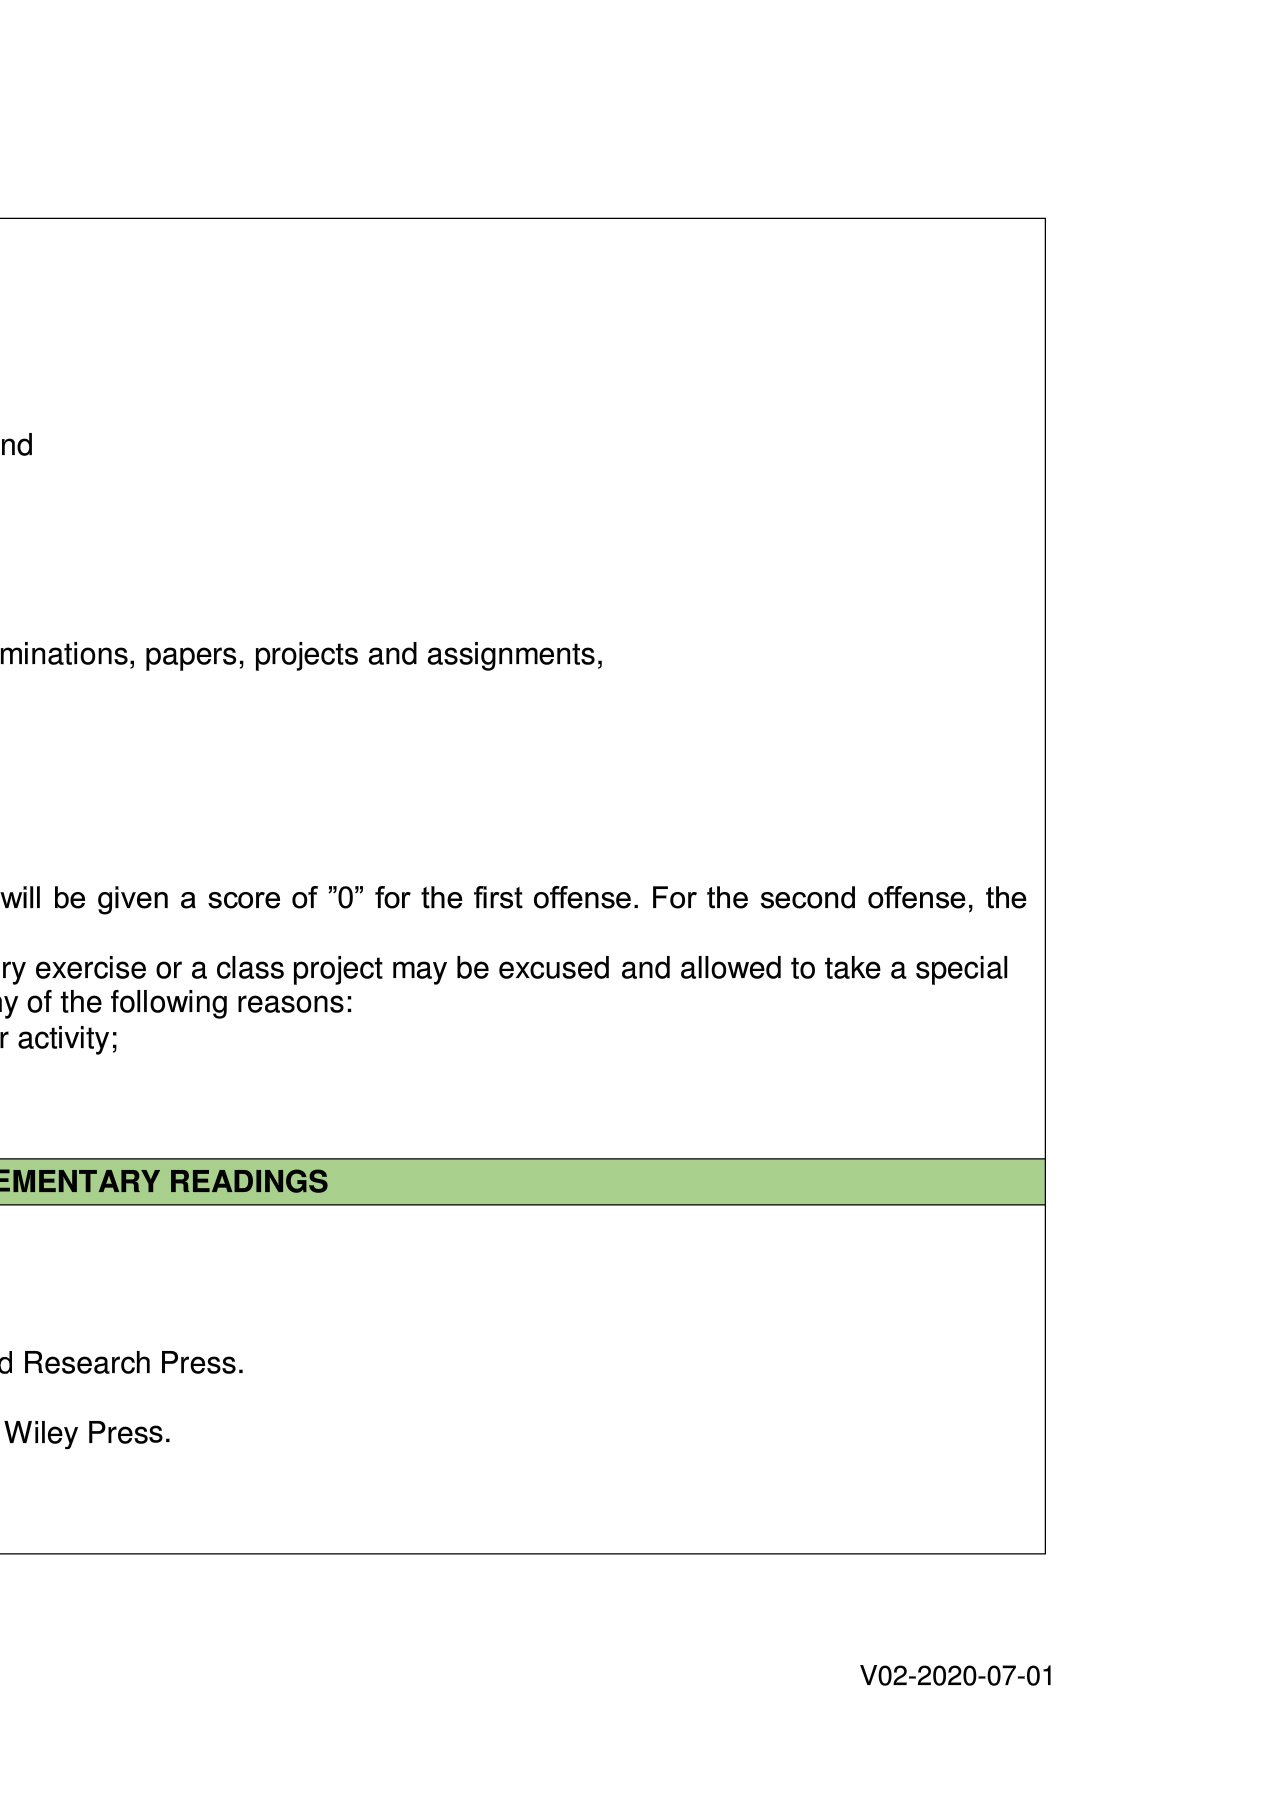 nd
minations, papers, projects and assignments,
will be given a score of ”0” for the first offense. For the second offense, the
ry exercise or a class project may be excused and allowed to take a special
ny of the following reasons:
r activity;
EMENTARY READINGS
d Research Press.
Wiley Press.
V02-2020-07-01